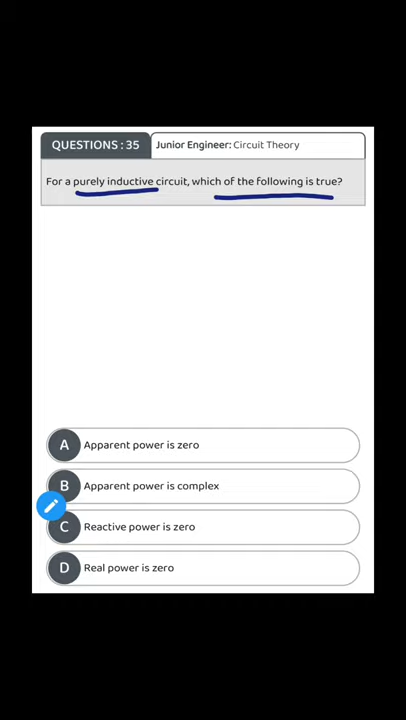 QUESTIONS : 35 Junior Engineer: Circuit Theory
For a purely inductive circuit, which of the following is true?
A Apparent power is zero
B Apparent power is complex
C Reactive power is zero
D Real power is zero